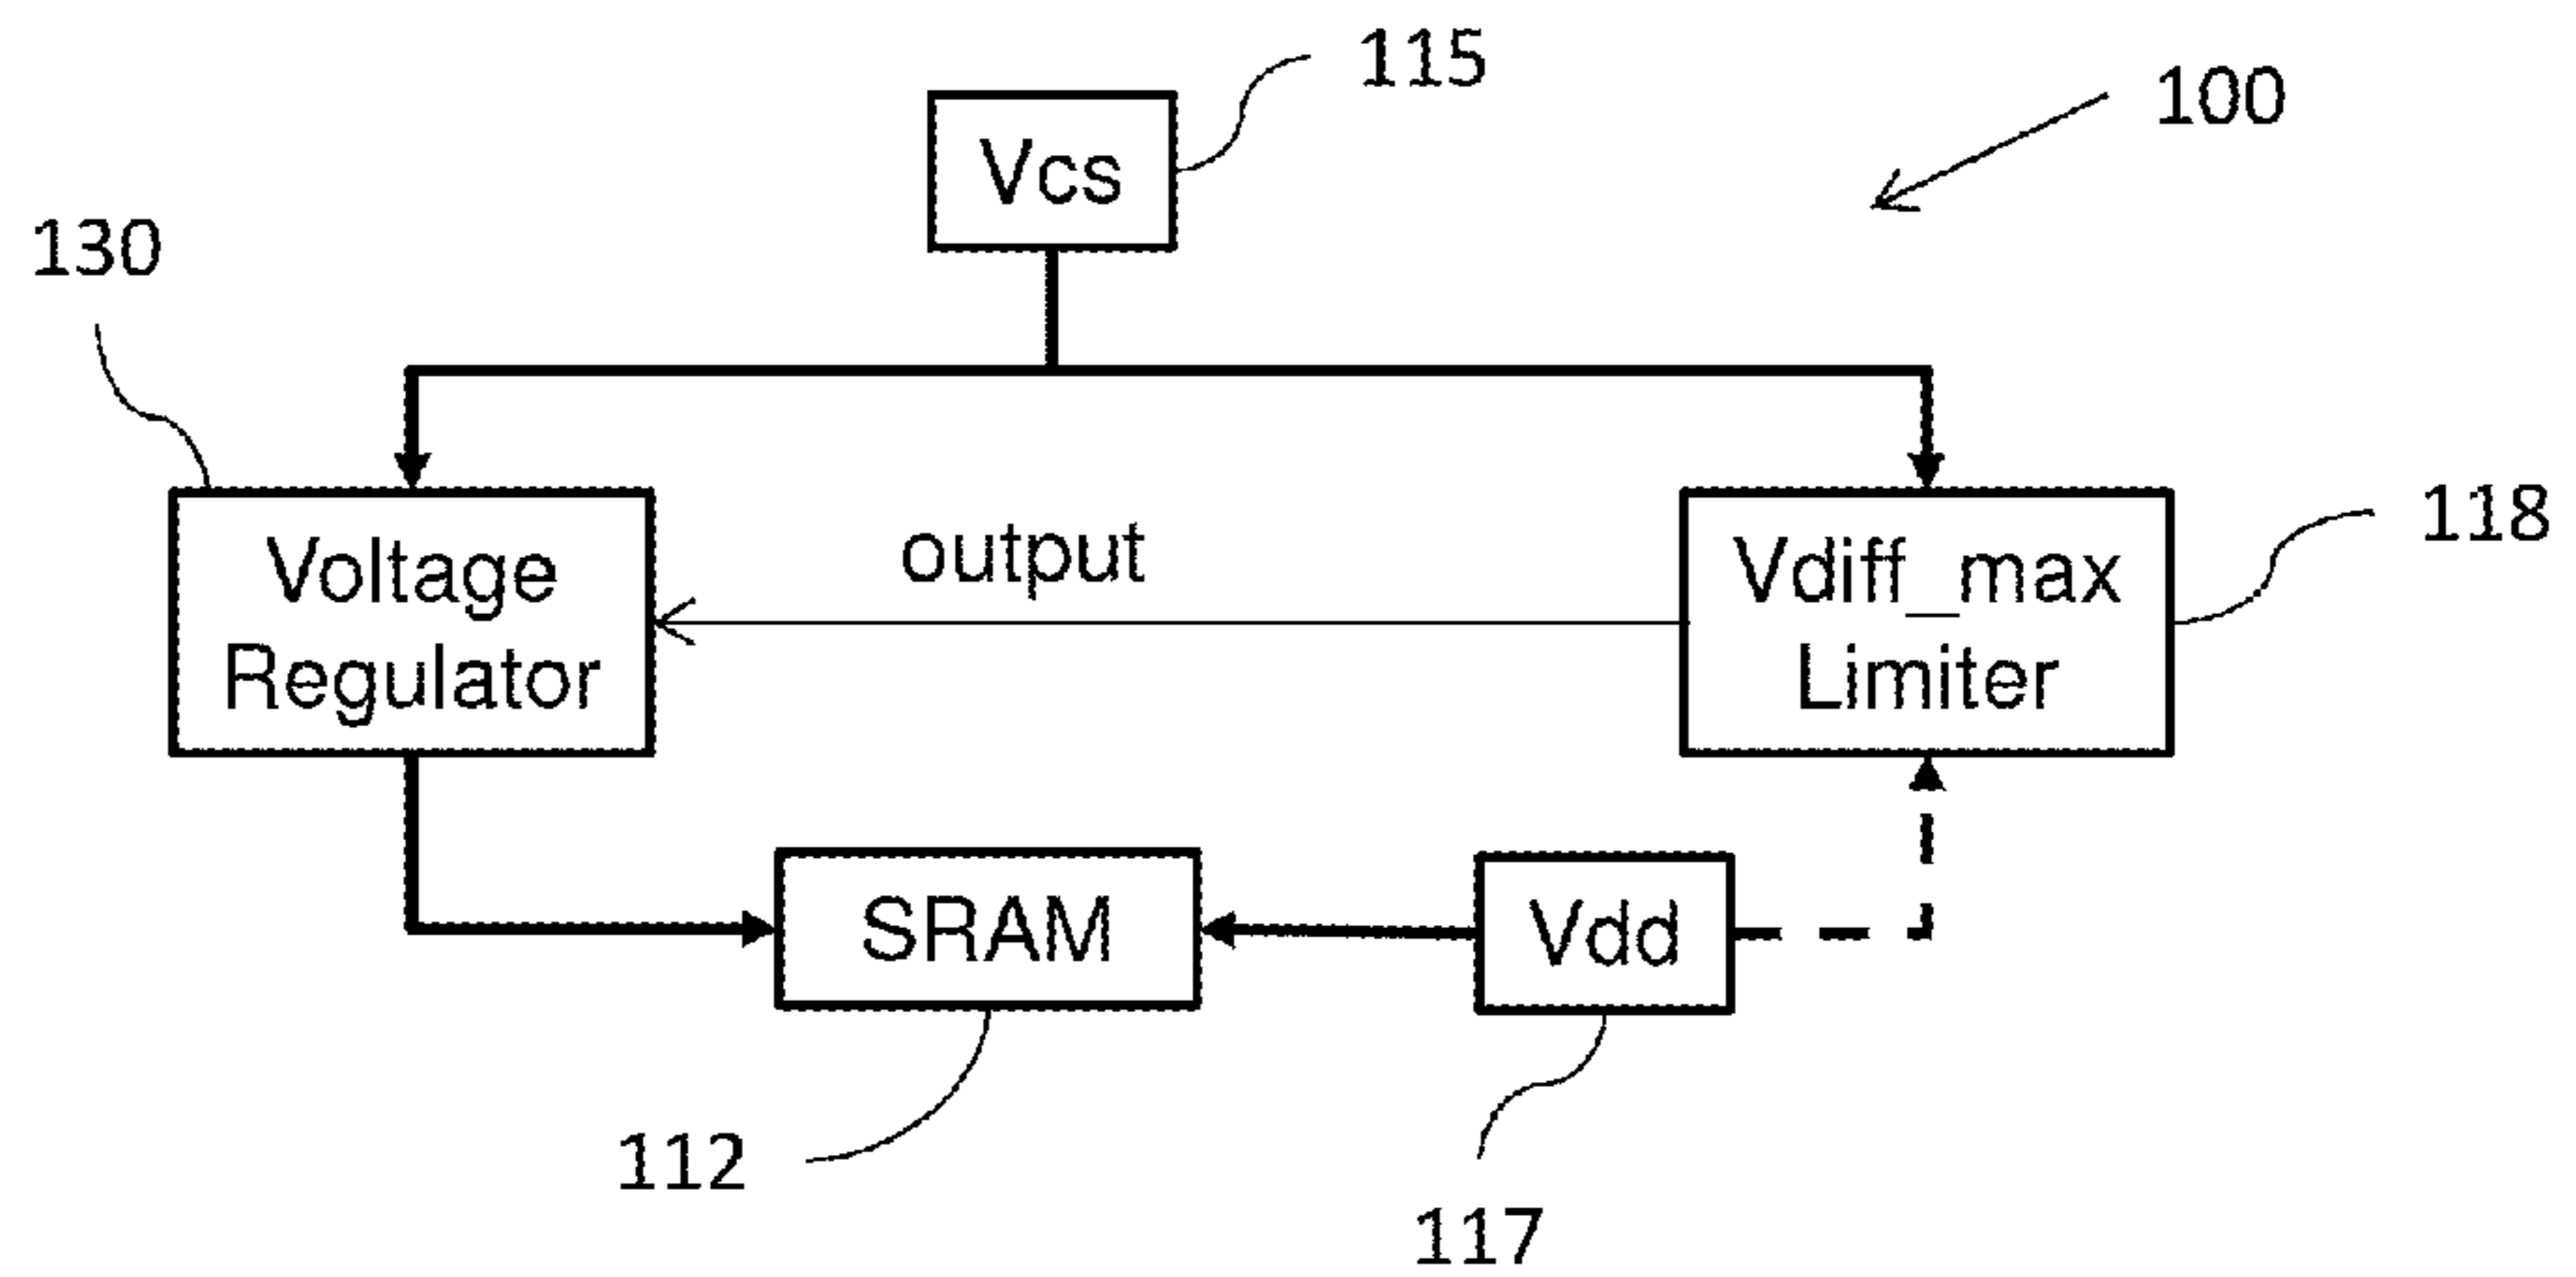 115
100
Vcs
130
118
Voltage
Regulator
output
Vdiff_max
Limiter
SRAM
Vdd
112
117